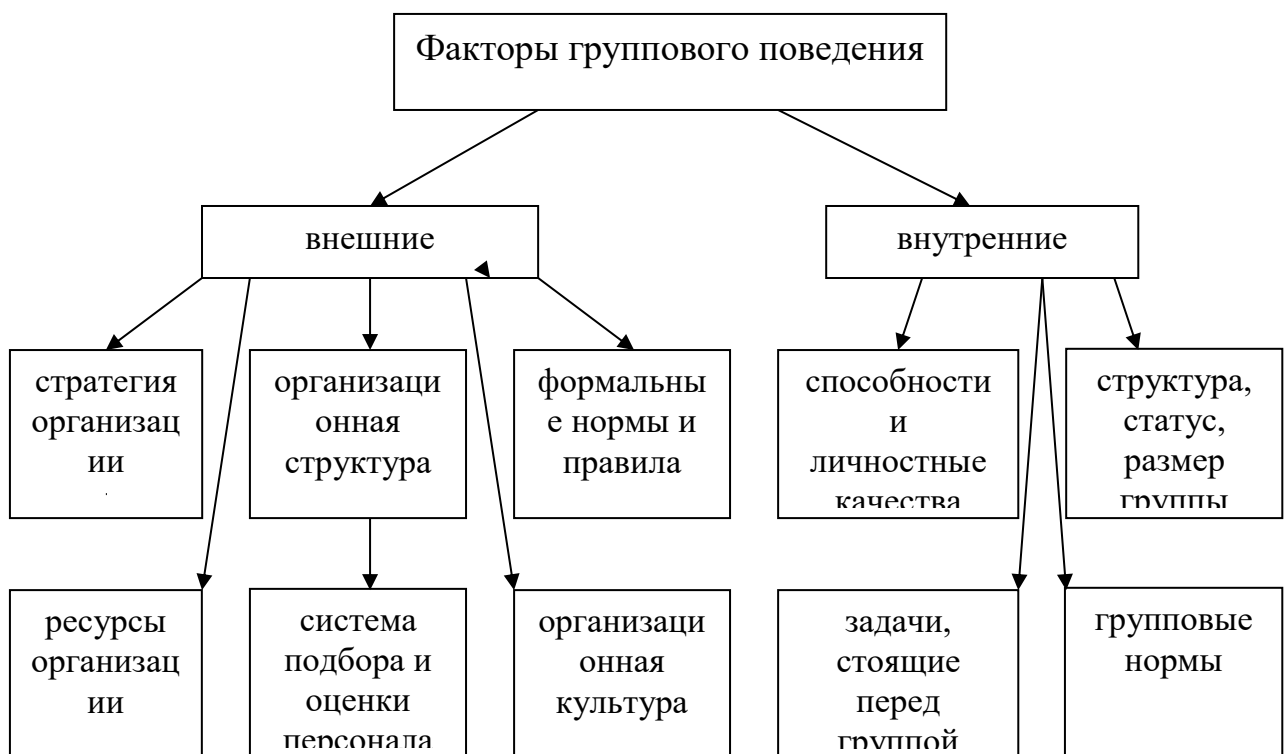 Факторы группового поведения
внешние
внутренние
стратегия
организац
ии
организаци
онная
структура
формальны
е нормы и
правила
способности
и
личностные
качества
структура,
статус,
размер
группы
ресурсы
организац
ии
система
подбора и
оценки
персонала
организаци
онная
культура
задачи,
стоящие
перед
группой
групповые
нормы